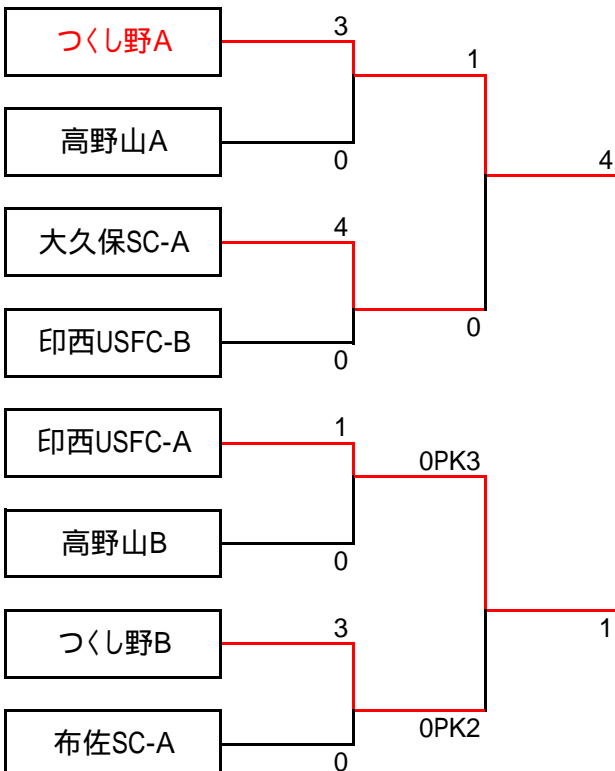 つくし野A
3
1
高野山A
0
4
大久保SC-A
4
印西USFC-B
0
0
印西USFC-A
1
0PK3
高野山B
0
つくし野B
3
1
布佐SC-A
0
0PK2